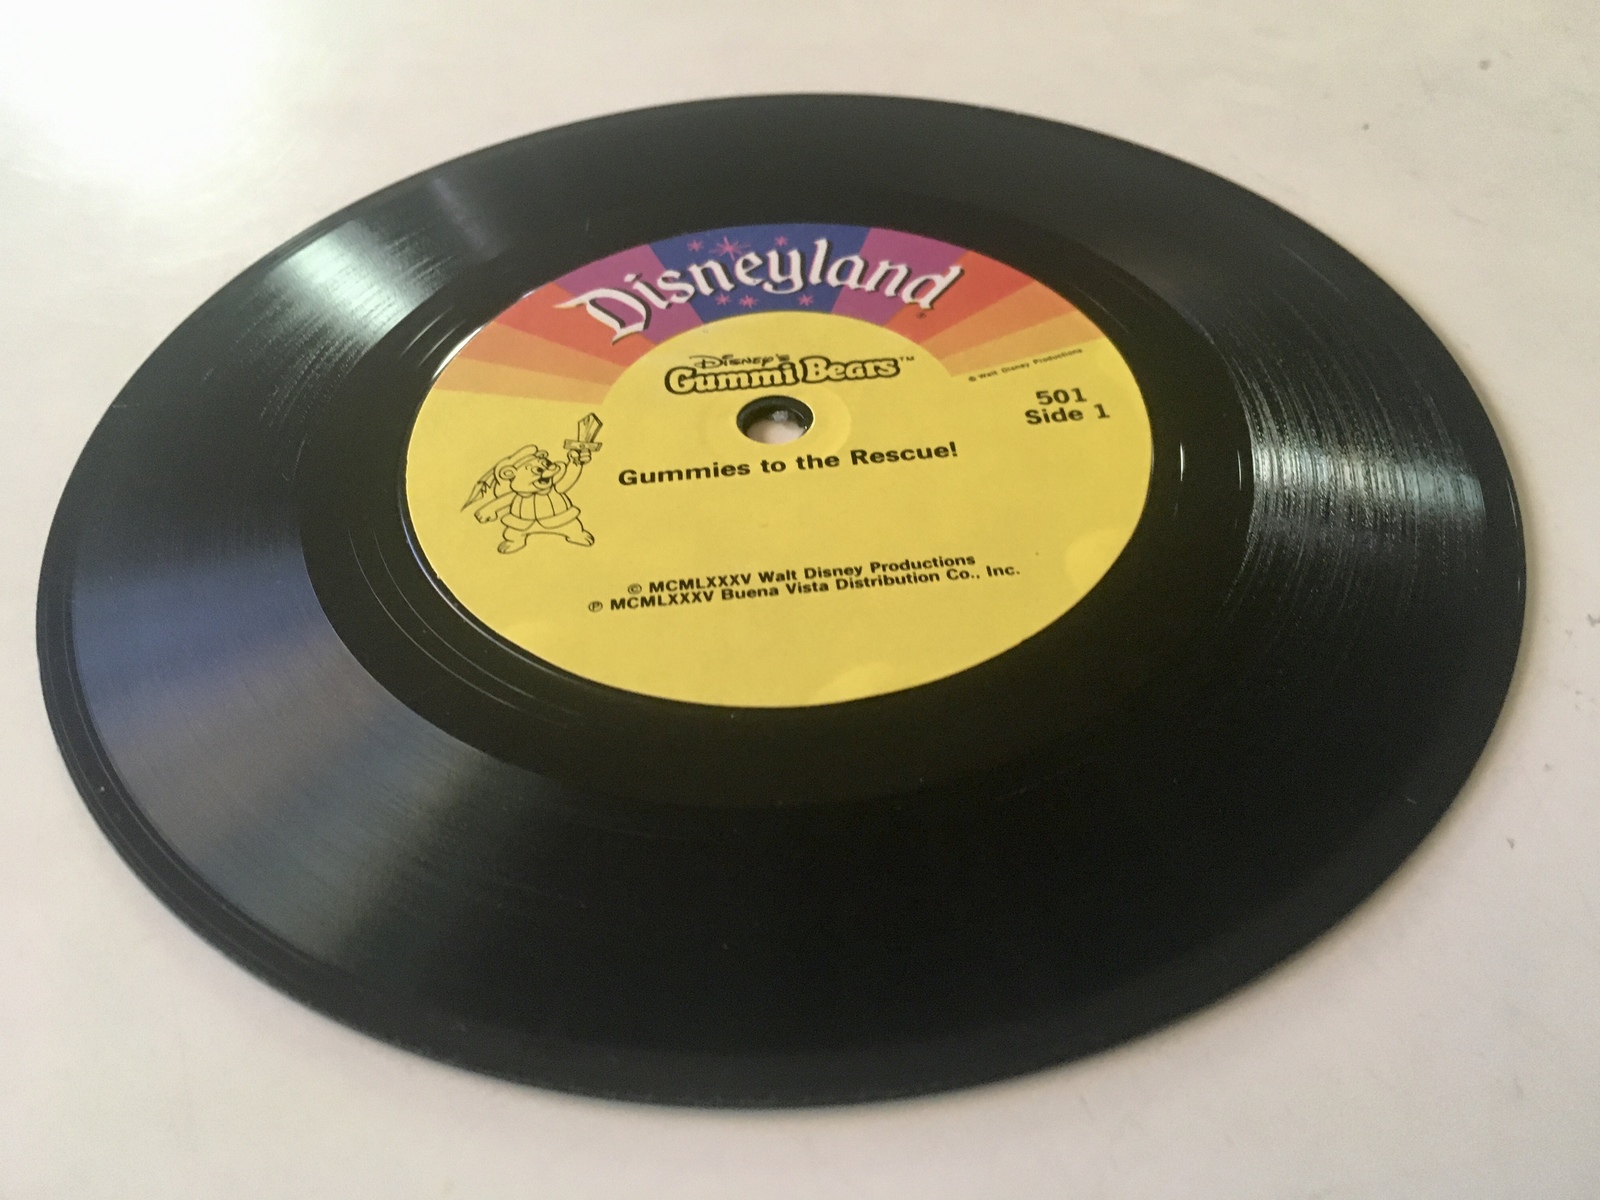 Disneyland®
© Walt Disney Productions
DISNEY'S
Gummi Bears™
501
Side 1
Gummies to the Rescue!
© MCMLXXXV Walt Disney Productions
℗ MCMLXXXV Buena Vista Distribution Co., Inc.